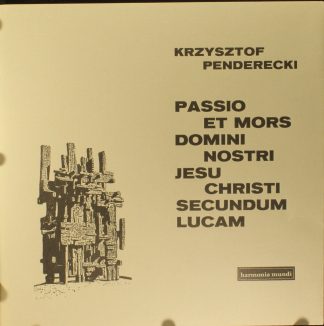 KRZYSZTOF
PENDERECKI
PASSIO
ET MORS
DOMINI
NOSTRI
JESU
CHRISTI
SECUNDUM
LUCAM
harmonia mundi